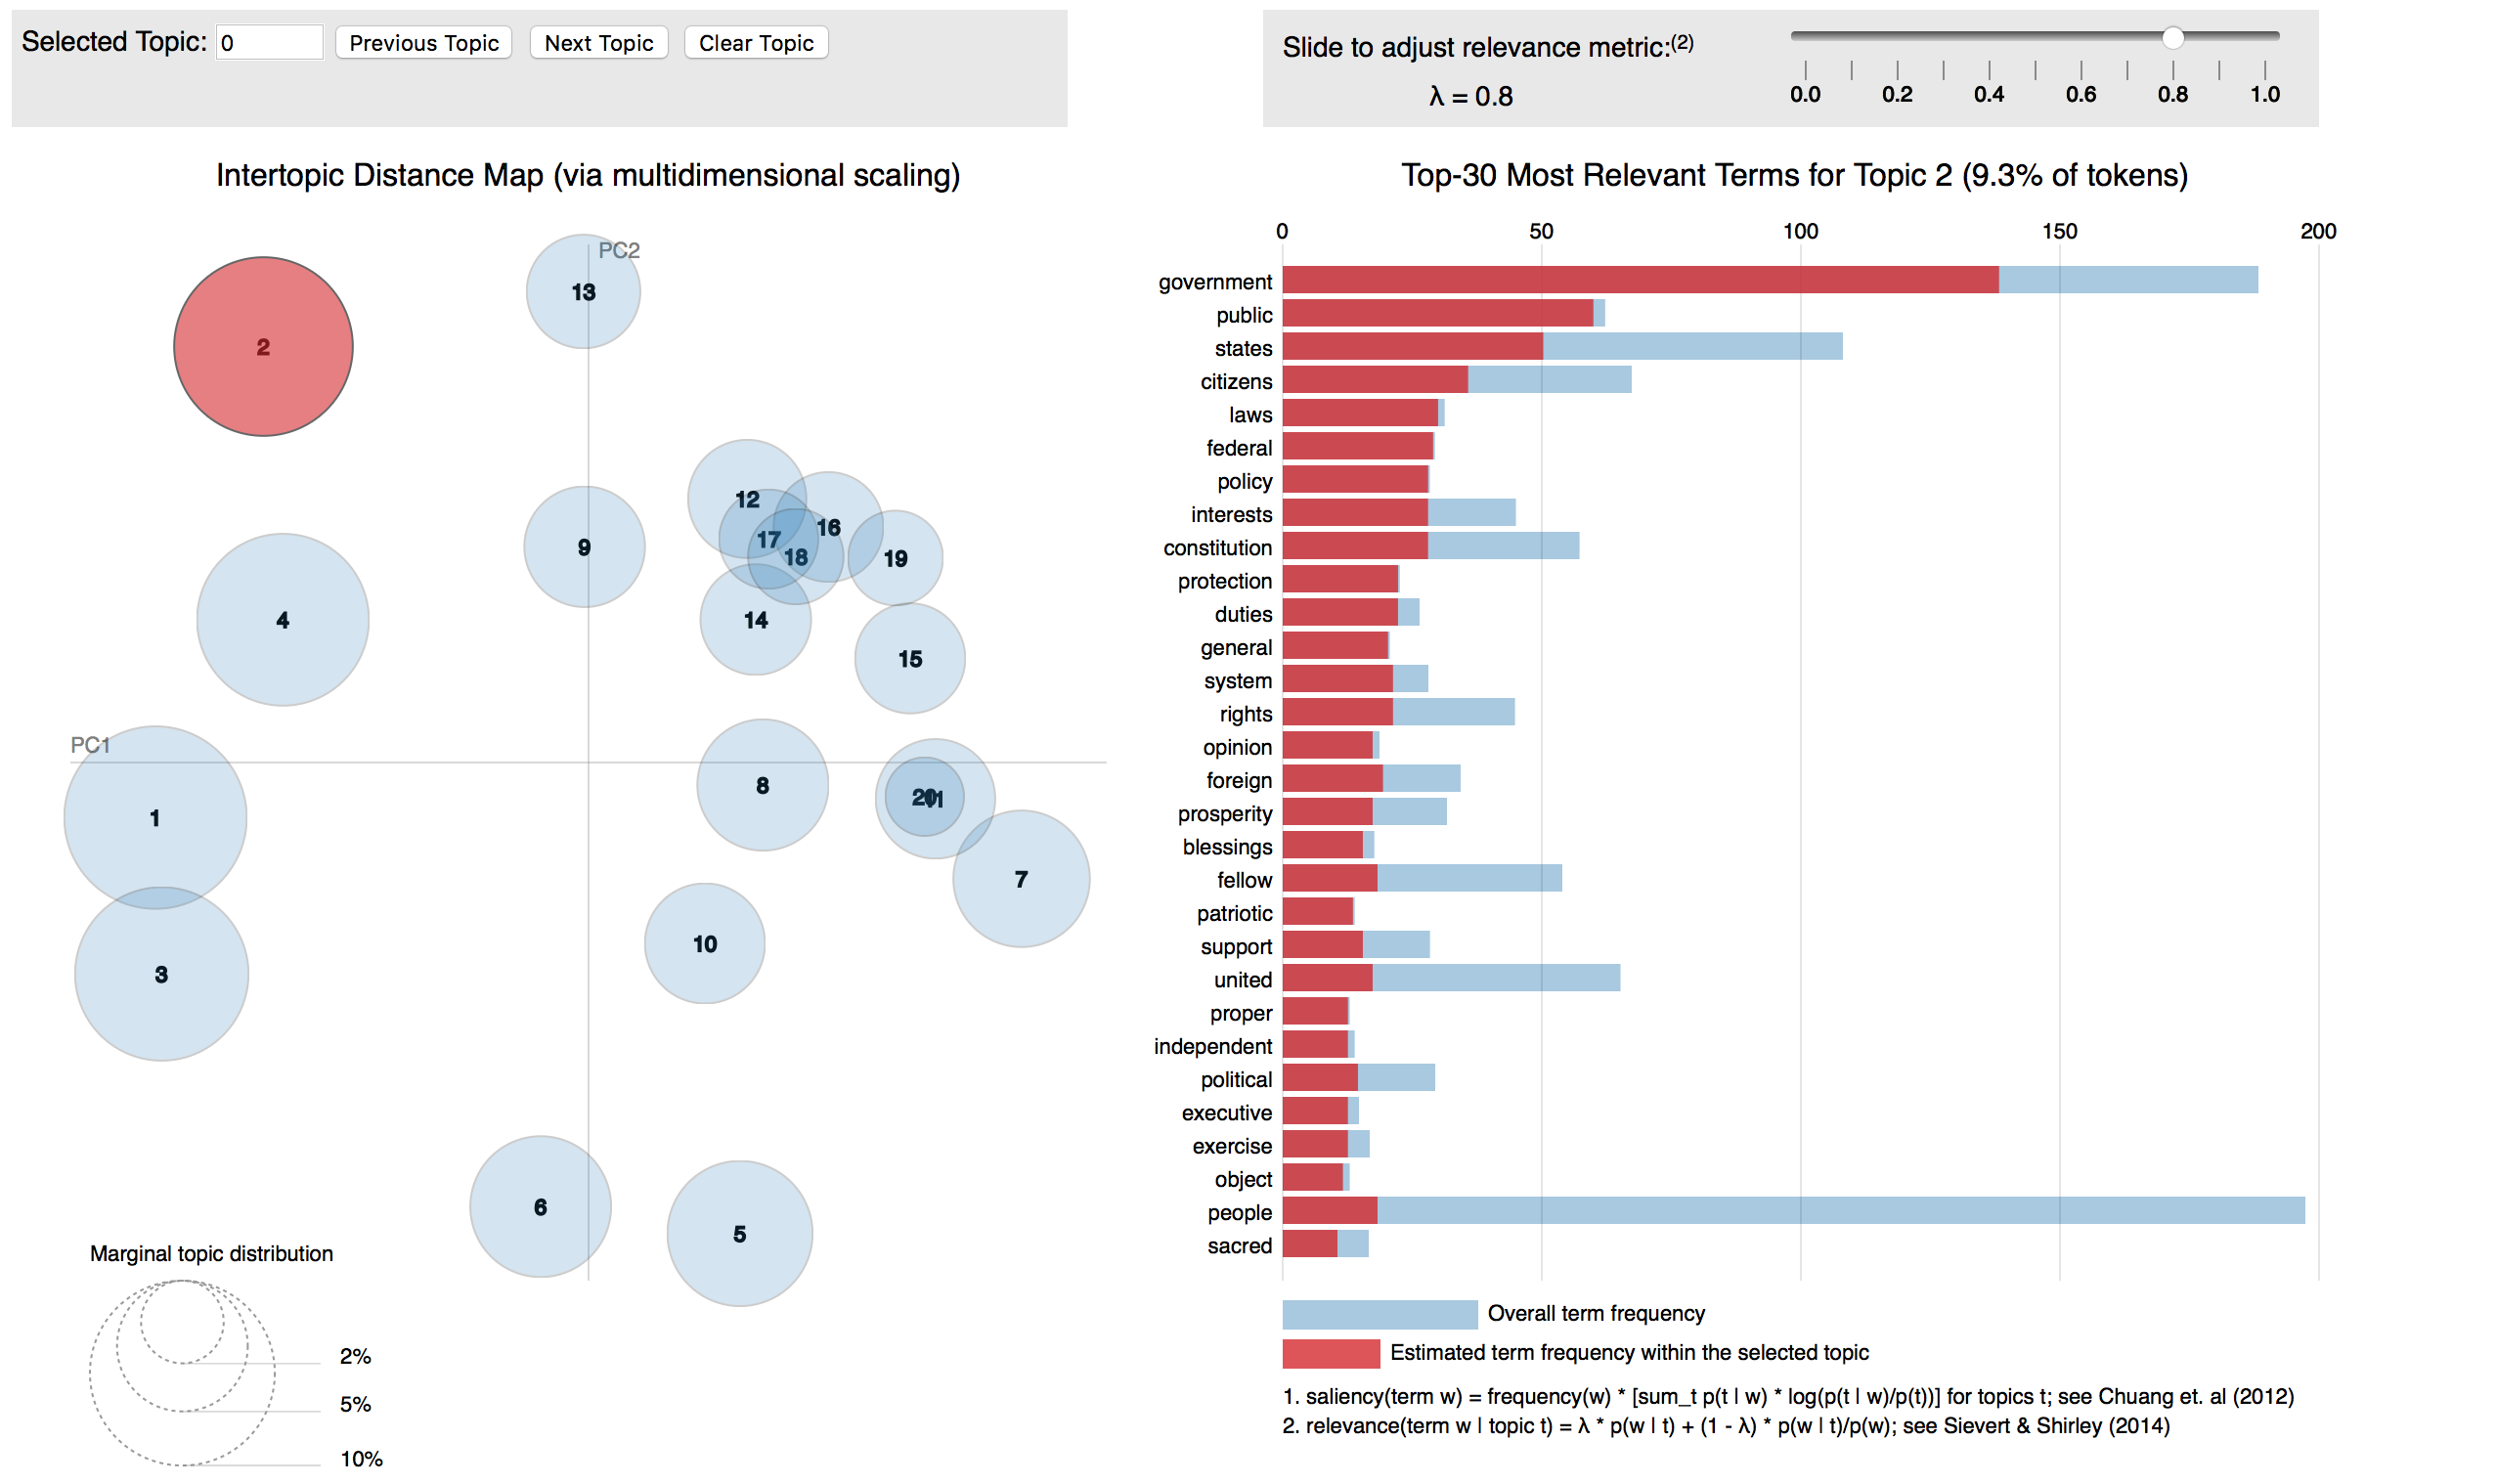 Selected Topic: 0 Previous Topic Next Topic Clear Topic
Slide to adjust relevance metric:(2)
λ = 0.8
0.0 0.2 0.4 0.6 0.8 1.0
Intertopic Distance Map (via multidimensional scaling)
PC2
PC1
2
13
12
16
17
18
19
9
14
4
15
1
8
20
11
7
3
10
6
5
Marginal topic distribution
2%
5%
10%
Top-30 Most Relevant Terms for Topic 2 (9.3% of tokens)
0 50 100 150 200
government
public
states
citizens
laws
federal
policy
interests
constitution
protection
duties
general
system
rights
opinion
foreign
prosperity
blessings
fellow
patriotic
support
united
proper
independent
political
executive
exercise
object
people
sacred
Overall term frequency
Estimated term frequency within the selected topic
1. saliency(term w) = frequency(w) * [sum_t p(t | w) * log(p(t | w)/p(t))] for topics t; see Chuang et. al (2012)
2. relevance(term w | topic t) = λ * p(w | t) + (1 - λ) * p(w | t)/p(w); see Sievert & Shirley (2014)